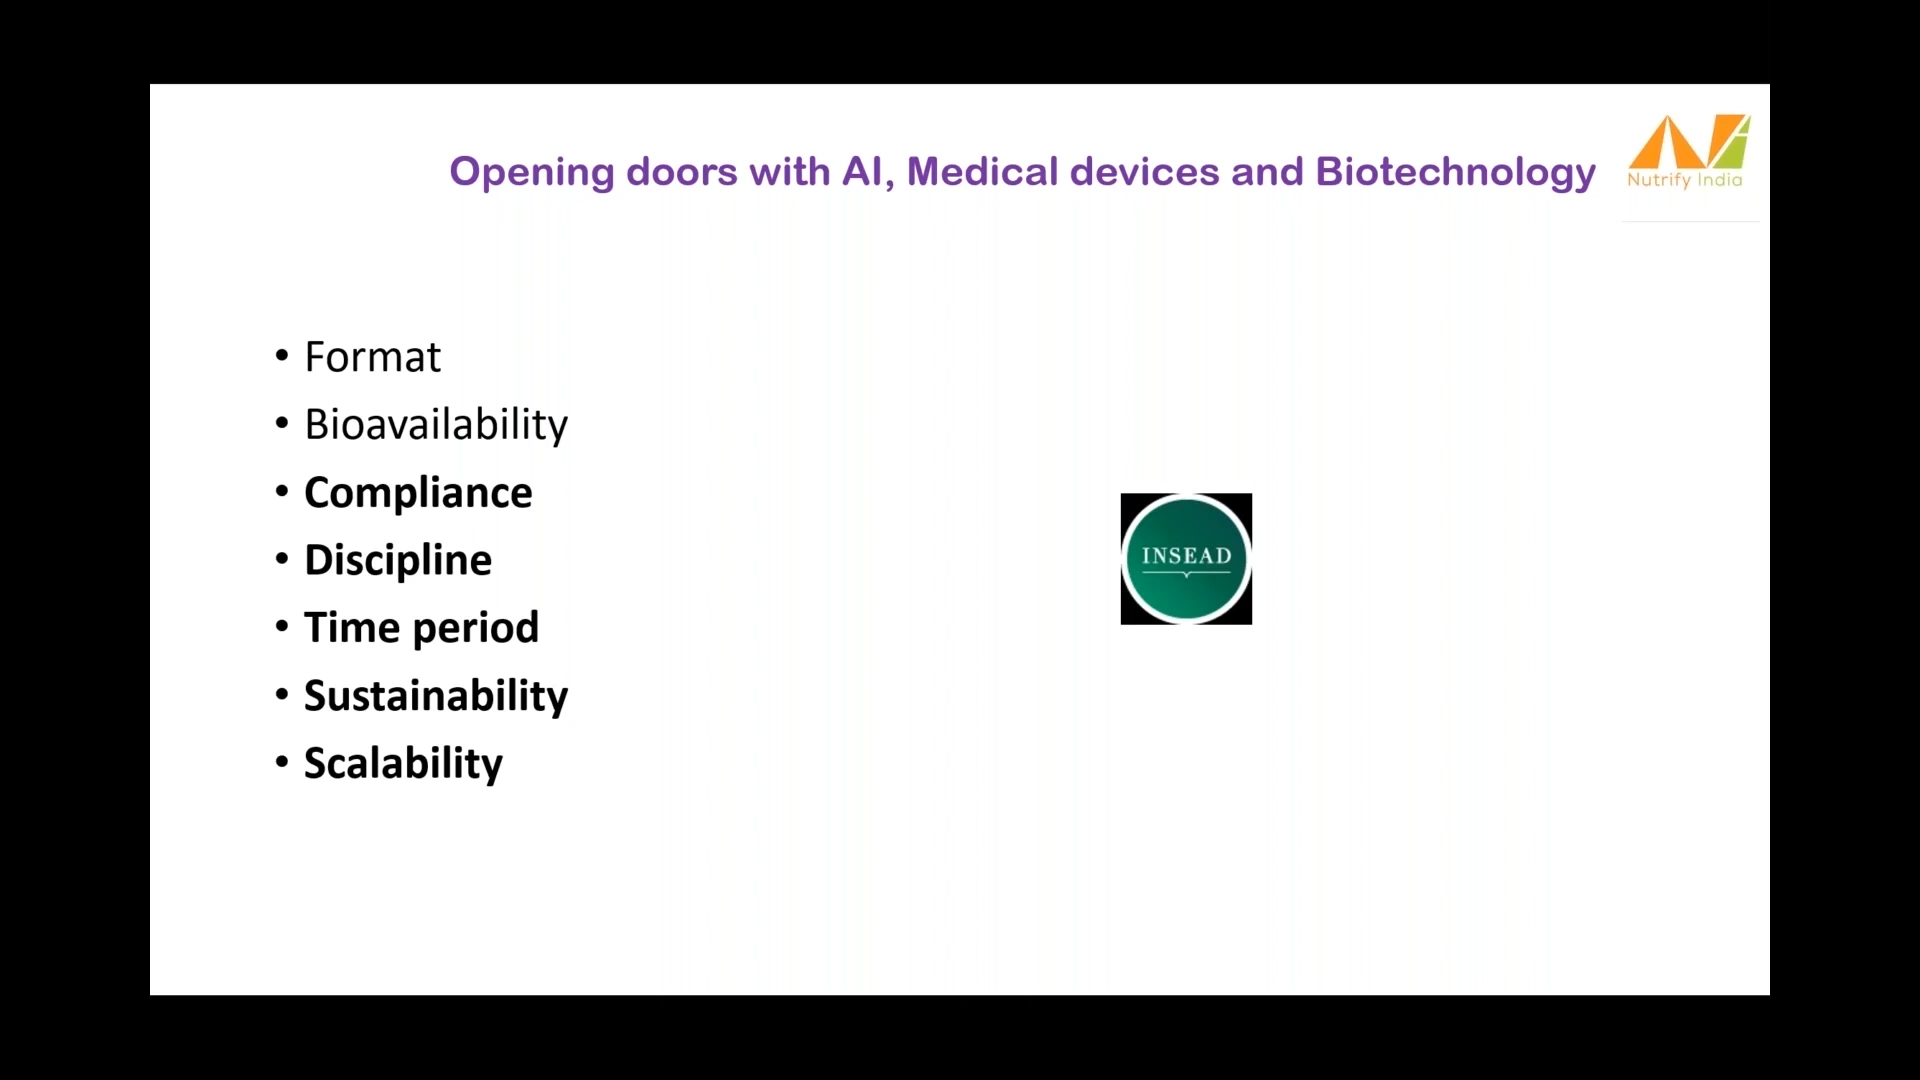 Opening doors with AI, Medical devices and Biotechnology
Nutrify India
• Format
• Bioavailability
• Compliance
• Discipline
• Time period
• Sustainability
• Scalability
INSEAD